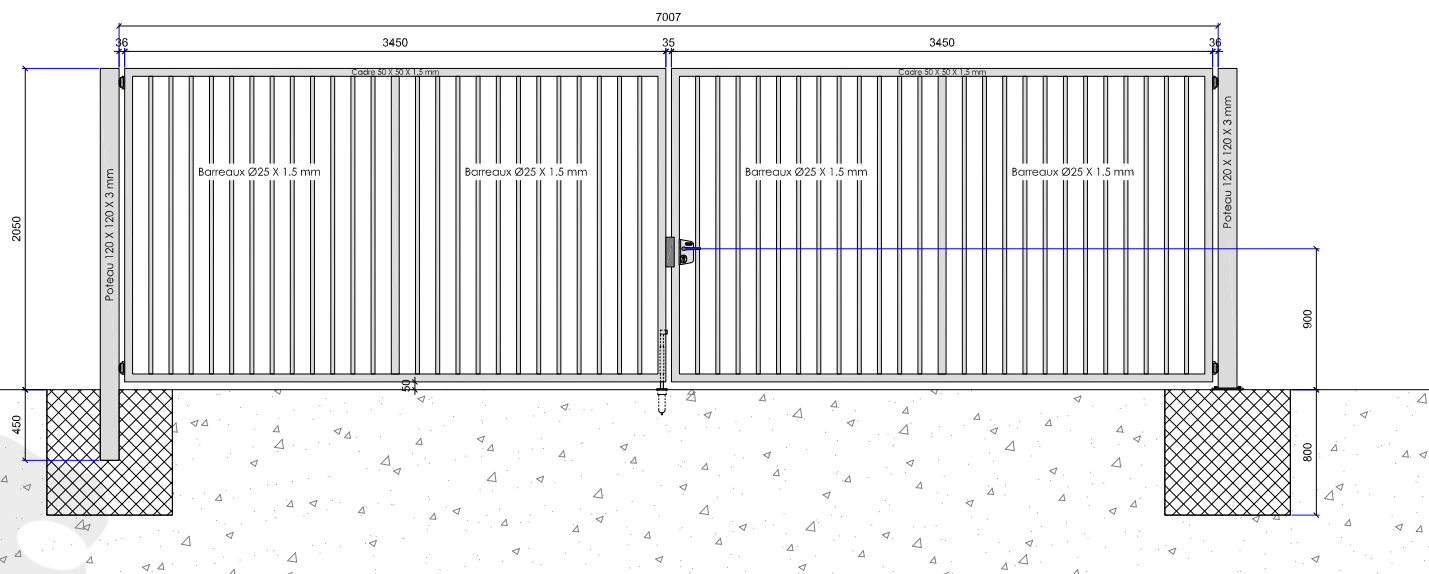 7007
36
3450
35
3450
36
Cadre 50 X 50 X 1.5 mm
Cadre 50 X 50 X 1.5 mm
Barreaux Ø25 X 1.5 mm
Barreaux Ø25 X 1.5 mm
Barreaux Ø25 X 1.5 mm
Barreaux Ø25 X 1.5 mm
Poteau 120 X 120 X 3 mm
Poteau 120 X 120 X 3 mm
2050
900
50
450
800